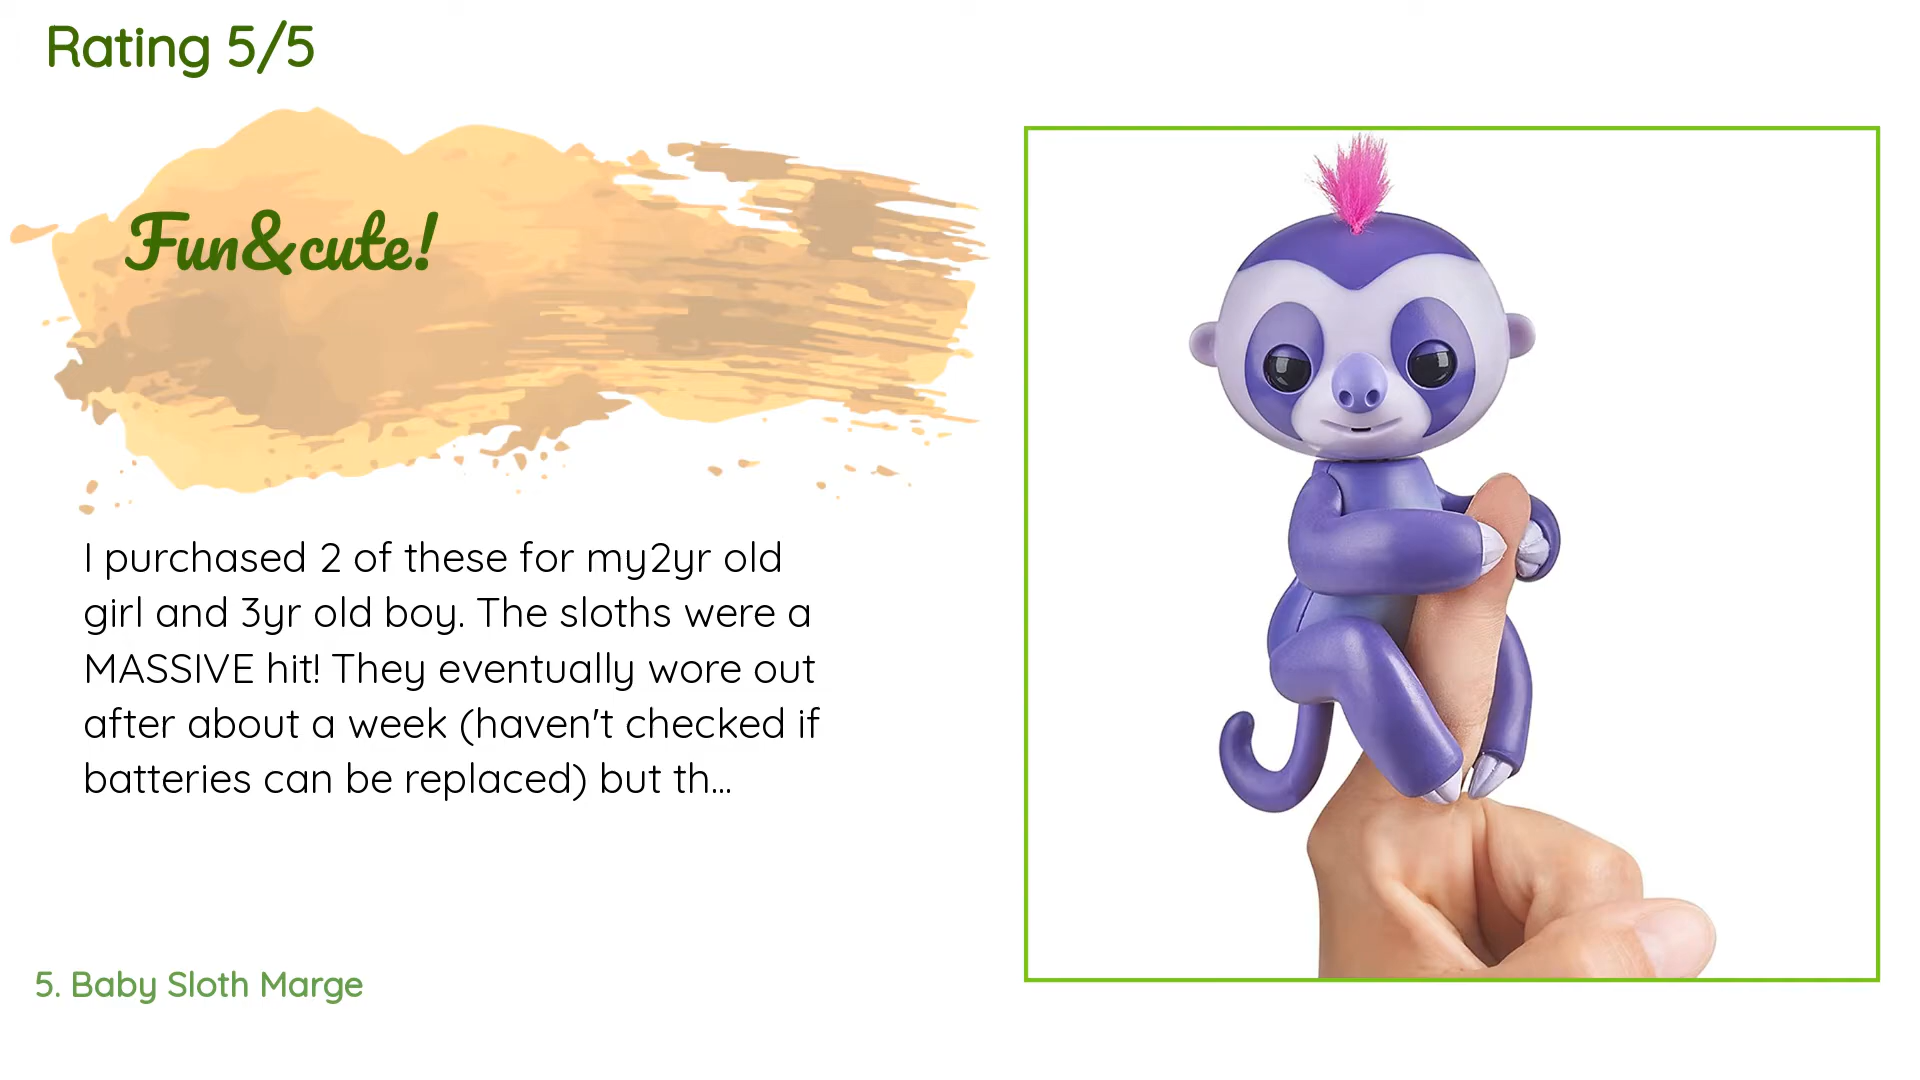 Rating 5/5
Fun&cute!
I purchased 2 of these for my2yr old
girl and 3yr old boy. The sloths were a
MASSIVE hit! They eventually wore out
after about a week (haven't checked if
batteries can be replaced) but th...
5. Baby Sloth Marge